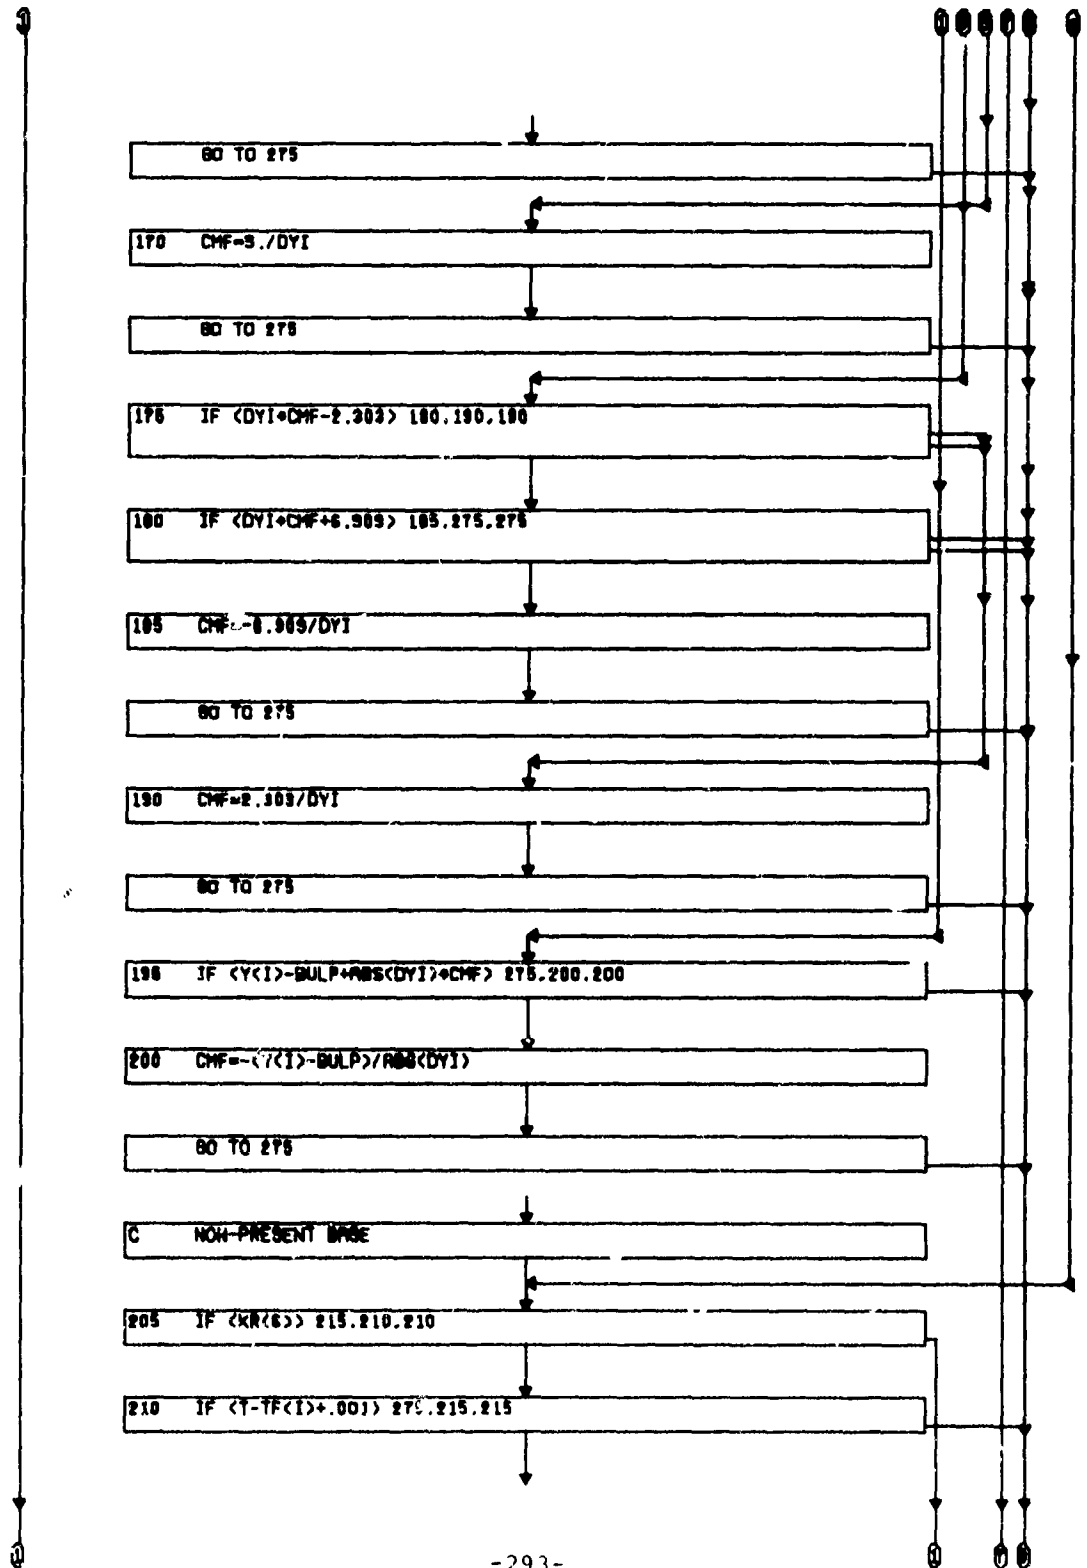 GO TO 275
170 CMF=3./DYI
GO TO 275
175 IF (DYI*CMF-2.303) 180,190,190
180 IF (DYI*CMF+6.909) 185,275,275
185 CMF=-6.909/DYI
GO TO 275
190 CMF=2.303/DYI
GO TO 275
195 IF (Y(I)-BULP+ABS(DYI)*CMF) 275,200,200
200 CMF=-(Y(I)-BULP)/ABS(DYI)
GO TO 275
C NON-PRESENT BASE
205 IF (KR(6)) 215,210,210
210 IF (T-TF(I)+.001) 275,215,215
-293-